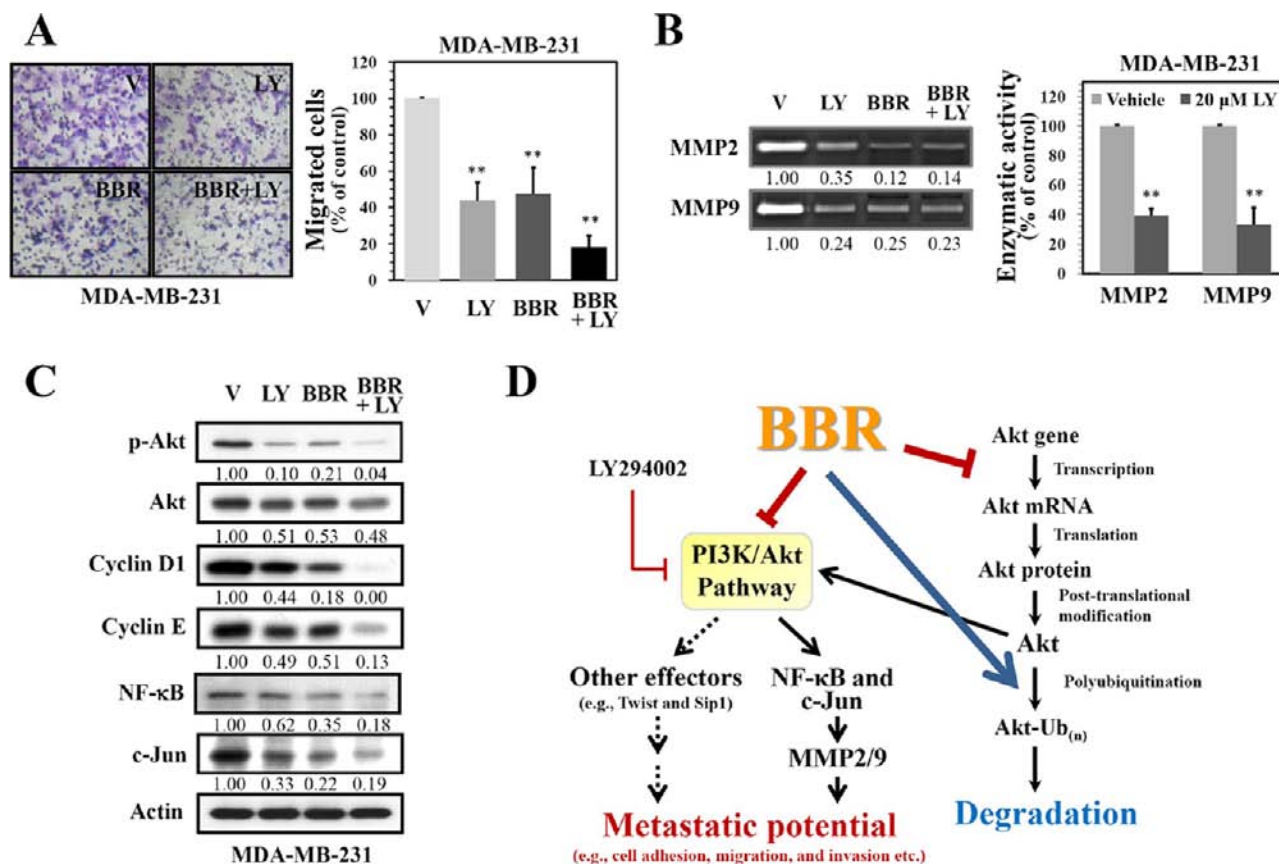 A
V
LY
BBR
BBR+LY
MDA-MB-231
MDA-MB-231
Migrated cells
(% of control)
120
100
80
60
40
20
0
**
**
**
V
LY
BBR
BBR
+ LY
B
V
LY
BBR
BBR
+ LY
MMP2
1.00 0.35 0.12 0.14
MMP9
1.00 0.24 0.25 0.23
MDA-MB-231
Vehicle
20 µM LY
Enzymatic activity
(% of control)
120
100
80
60
40
20
0
**
**
MMP2
MMP9
C
V
LY
BBR
BBR
+ LY
p-Akt
1.00 0.10 0.21 0.04
Akt
1.00 0.51 0.53 0.48
Cyclin D1
1.00 0.44 0.18 0.00
Cyclin E
1.00 0.49 0.51 0.13
NF-κB
1.00 0.62 0.35 0.18
c-Jun
1.00 0.33 0.22 0.19
Actin
MDA-MB-231
D
BBR
LY294002
PI3K/Akt
Pathway
Other effectors
(e.g., Twist and Sip1)
NF-κB and
c-Jun
MMP2/9
Metastatic potential
(e.g., cell adhesion, migration, and invasion etc.)
Akt gene
Transcription
Akt mRNA
Translation
Akt protein
Post-translational
modification
Akt
Polyubiquitination
Akt-Ub(n)
Degradation